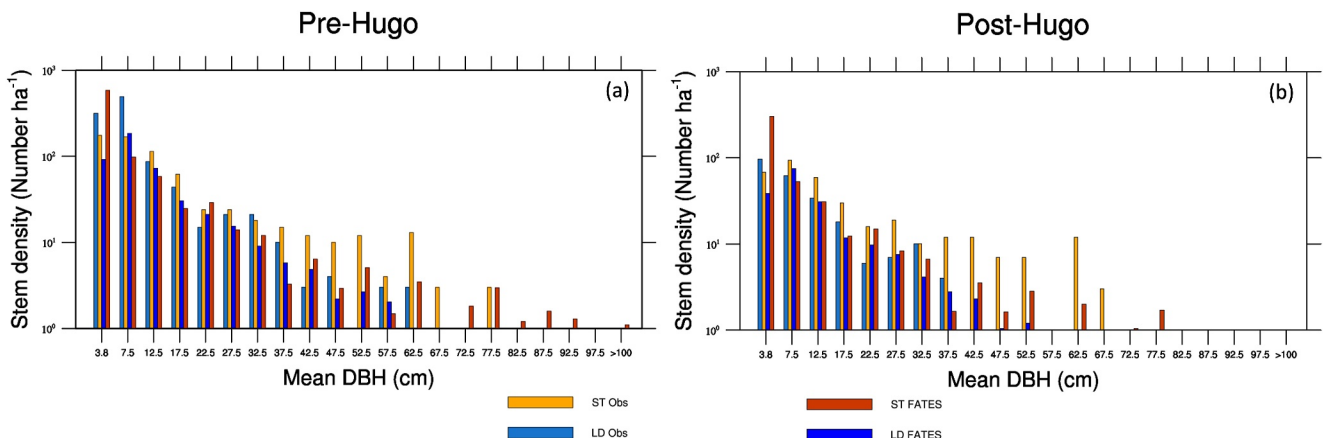 Pre-Hugo
Post-Hugo
(a)
Stem density (Number ha⁻¹)
10³
10²
10¹
10⁰
3.8 7.5 12.5 17.5 22.5 27.5 32.5 37.5 42.5 47.5 52.5 57.5 62.5 67.5 72.5 77.5 82.5 87.5 92.5 97.5 >100
Mean DBH (cm)
(b)
Stem density (Number ha⁻¹)
10³
10²
10¹
10⁰
3.8 7.5 12.5 17.5 22.5 27.5 32.5 37.5 42.5 47.5 52.5 57.5 62.5 67.5 72.5 77.5 82.5 87.5 92.5 97.5 >100
Mean DBH (cm)
ST Obs
LD Obs
ST FATES
LD FATES